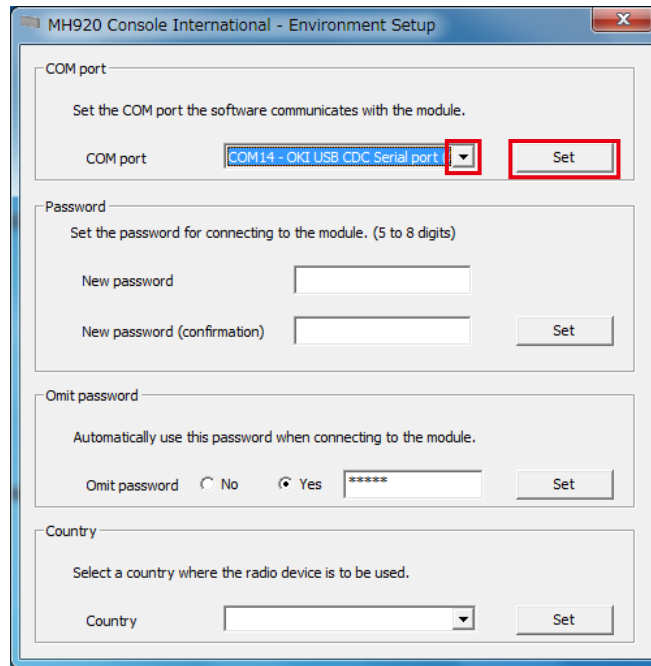 MH920 Console International - Environment Setup
COM port
Set the COM port the software communicates with the module.
COM port COM14 - OKI USB CDC Serial port ( Set
Password
Set the password for connecting to the module. (5 to 8 digits)
New password
New password (confirmation) Set
Omit password
Automatically use this password when connecting to the module.
Omit password No Yes ***** Set
Country
Select a country where the radio device is to be used.
Country Set